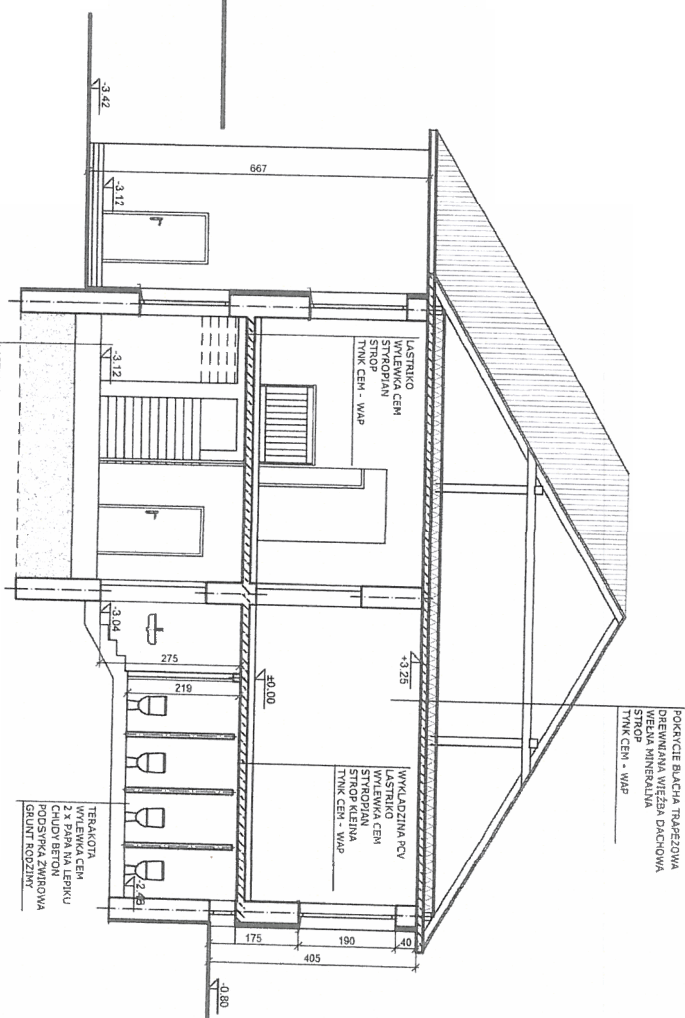 POKRYCIE BLACHA TRAPEZOWA
DREWNIANA WIĘŹBA DACHOWA
WEŁNA MINERALNA
STROP
TYNK CEM - WAP
LASTRIKO
WYLEWKA CEM
STYROPIAN
STROP
TYNK CEM - WAP
WYKŁADZINA PCV
LASTRIKO
WYLEWKA CEM
STYROPIAN
STROP KLEINA
TYNK CEM - WAP
TERAKOTA
WYLEWKA CEM
2 x PAPA NA LEPIKU
CHUDY BETON
PODSYPKA ŻWIROWA
GRUNT RODZIMY
-3.42
667
-3.12
-3.12
-3.04
275
219
±0.00
+3.25
-2.48
175
190
40
405
-0.80